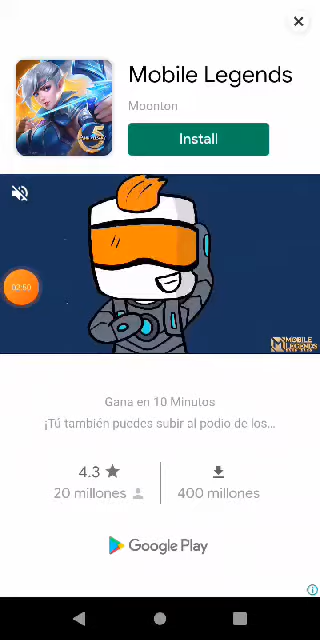 Mobile Legends
Moonton
Install
02:50
MOBILE
LEGENDS
Gana en 10 Minutos
¡Tú también puedes subir al podio de los...
4.3
20 millones
400 millones
Google Play